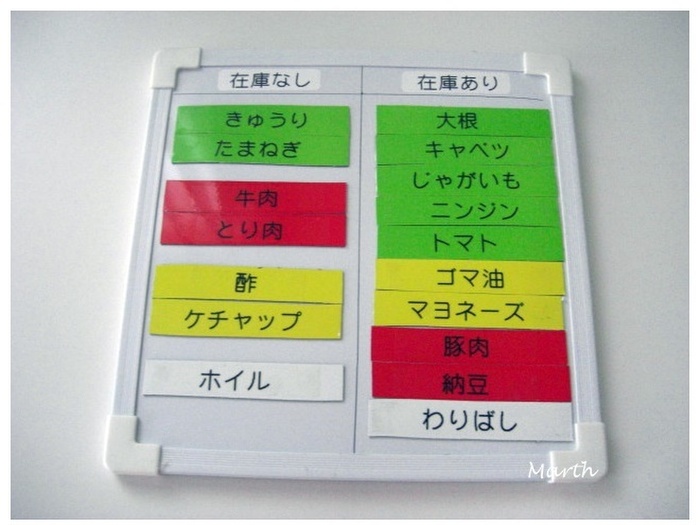 在庫なし
きゅうり
たまねぎ
牛肉
とり肉
酢
ケチャップ
ホイル
在庫あり
大根
キャベツ
じゃがいも
ニンジン
トマト
ゴマ油
マヨネーズ
豚肉
納豆
わりばし
Marth